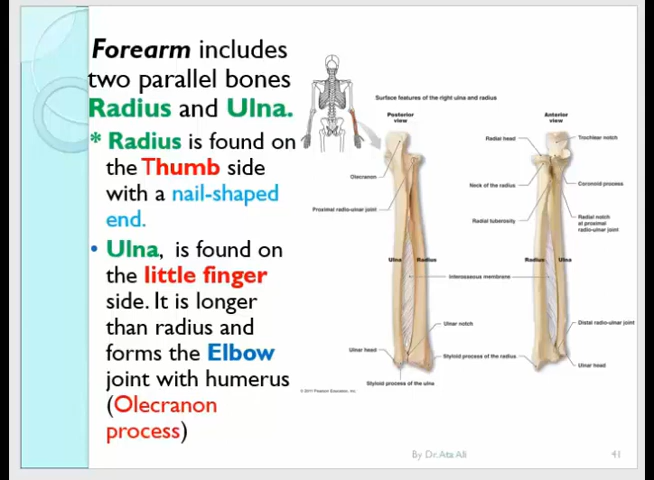 Forearm includes
two parallel bones
Radius and Ulna.
* Radius is found on
the Thumb side
with a nail-shaped
end.
• Ulna, is found on
the little finger
side. It is longer
than radius and
forms the Elbow
joint with humerus
(Olecranon
process)
Surface features of the right ulna and radius
Posterior
view
Olecranon
Proximal radio-ulnar joint
Ulna
Radius
Ulnar notch
Ulnar head
Styloid process of the radius
Styloid process of the ulna
Anterior
view
Radial head
Trochlear notch
Neck of the radius
Coronoid process
Radial tuberosity
Radial notch
at proximal
radio-ulnar joint
Radius
Ulna
Interosseous membrane
Distal radio-ulnar joint
Ulnar head
© 2011 Pearson Education, Inc.
By Dr. Ata Ali
41